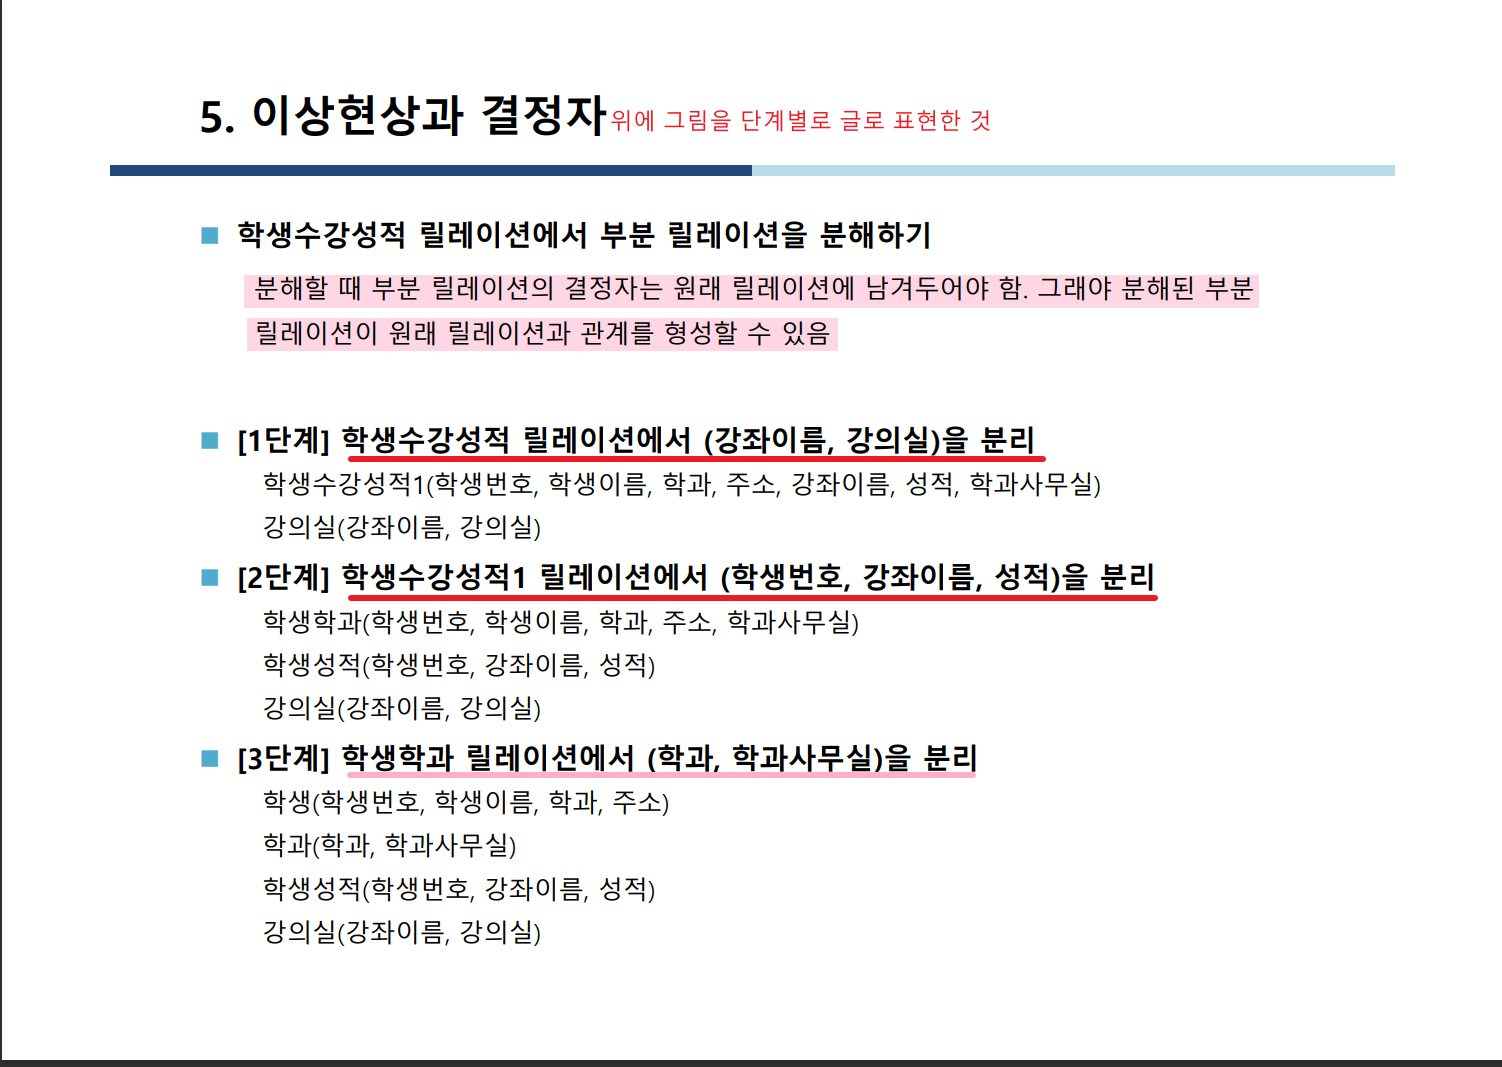 5. 이상현상과 결정자 위에 그림을 단계별로 글로 표현한 것
■ 학생수강성적 릴레이션에서 부분 릴레이션을 분해하기
분해할 때 부분 릴레이션의 결정자는 원래 릴레이션에 남겨두어야 함. 그래야 분해된 부분
릴레이션이 원래 릴레이션과 관계를 형성할 수 있음
■ [1단계] 학생수강성적 릴레이션에서 (강좌이름, 강의실)을 분리
학생수강성적1(학생번호, 학생이름, 학과, 주소, 강좌이름, 성적, 학과사무실)
강의실(강좌이름, 강의실)
■ [2단계] 학생수강성적1 릴레이션에서 (학생번호, 강좌이름, 성적)을 분리
학생학과(학생번호, 학생이름, 학과, 주소, 학과사무실)
학생성적(학생번호, 강좌이름, 성적)
강의실(강좌이름, 강의실)
■ [3단계] 학생학과 릴레이션에서 (학과, 학과사무실)을 분리
학생(학생번호, 학생이름, 학과, 주소)
학과(학과, 학과사무실)
학생성적(학생번호, 강좌이름, 성적)
강의실(강좌이름, 강의실)